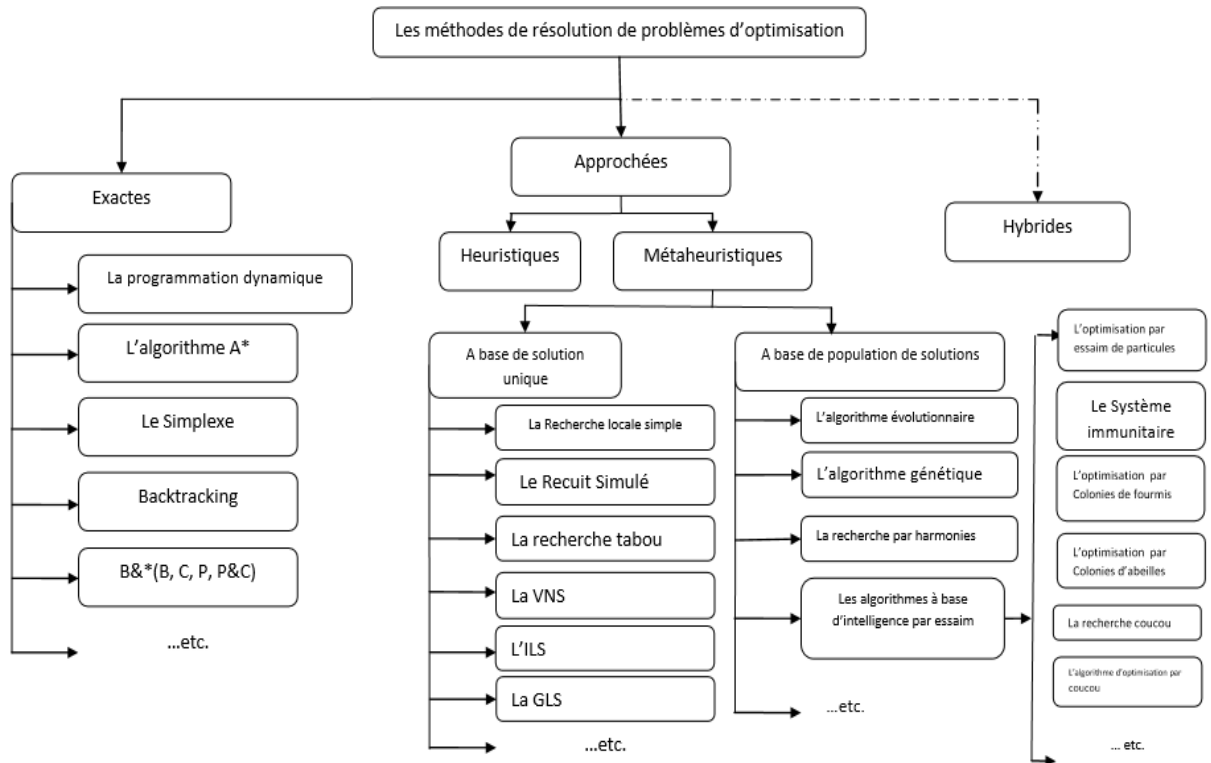 Les méthodes de résolution de problèmes d'optimisation
Exactes
La programmation dynamique
L'algorithme A*
Le Simplexe
Backtracking
B&*(B, C, P, P&C)
...etc.
Approchées
Heuristiques
Métaheuristiques
A base de solution
unique
La Recherche locale simple
Le Recuit Simulé
La recherche tabou
La VNS
L'ILS
La GLS
...etc.
A base de population de solutions
L'algorithme évolutionnaire
L'algorithme génétique
La recherche par harmonies
Les algorithmes à base
d'intelligence par essaim
...etc.
L'optimisation par
essaim de particules
Le Système
immunitaire
L'optimisation par
Colonies de fourmis
L'optimisation par
Colonies d'abeilles
La recherche coucou
L'algorithme d'optimisation par
coucou
... etc.
Hybrides